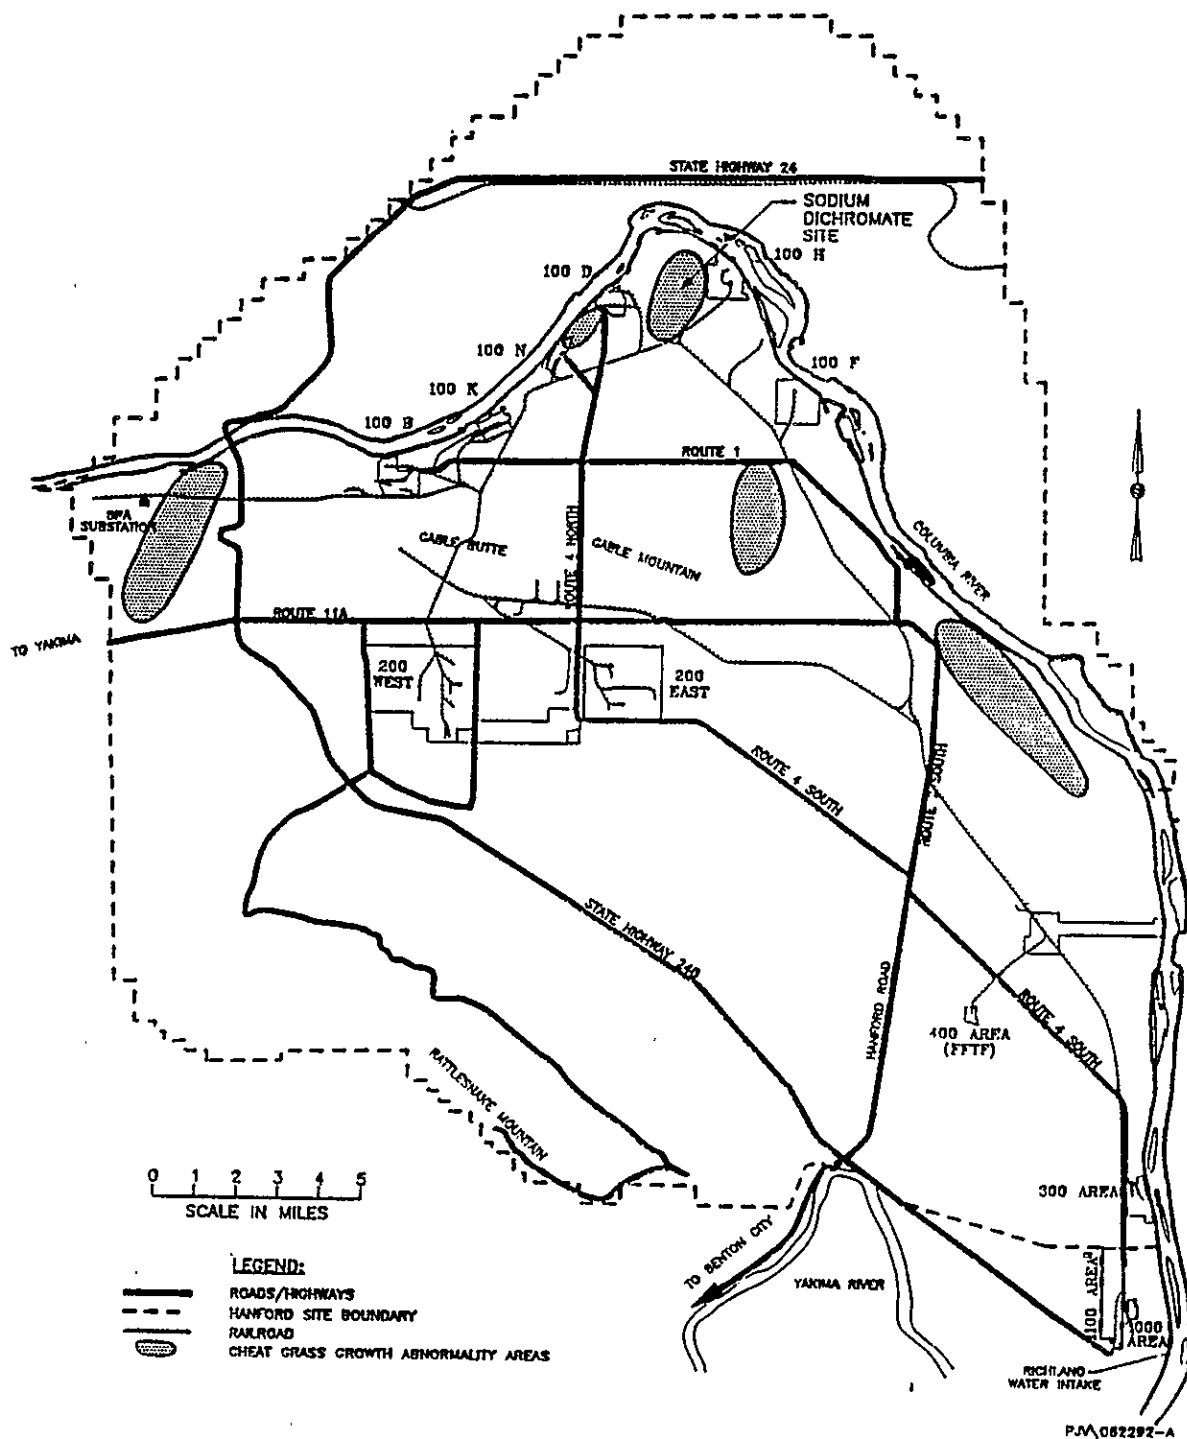 STATE HIGHWAY 24
SODIUM
DICHROMATE
SITE
100 H
100 D
100 N
100 F
100 K
100 B
ROUTE 1
BPA
SUBSTATION
GABLE BUTTE
ROUTE 4 NORTH
GABLE MOUNTAIN
COLUMBIA RIVER
ROUTE 11A
TO YAKIMA
200
WEST
200
EAST
ROUTE 4 SOUTH
ROUTE 4 SOUTH
STATE HIGHWAY 240
HANFORD ROAD
400 AREA
(FFTF)
ROUTE 4 SOUTH
RATTLESNAKE MOUNTAIN
0 1 2 3 4 5
SCALE IN MILES
300 AREA
TO BENTON CITY
YAKIMA RIVER
1100 AREA
AREA
RICHLAND
WATER INTAKE
LEGEND:
ROADS/HIGHWAYS
HANFORD SITE BOUNDARY
RAILROAD
CHEAT GRASS GROWTH ABNORMALITY AREAS
PJM\082292-A